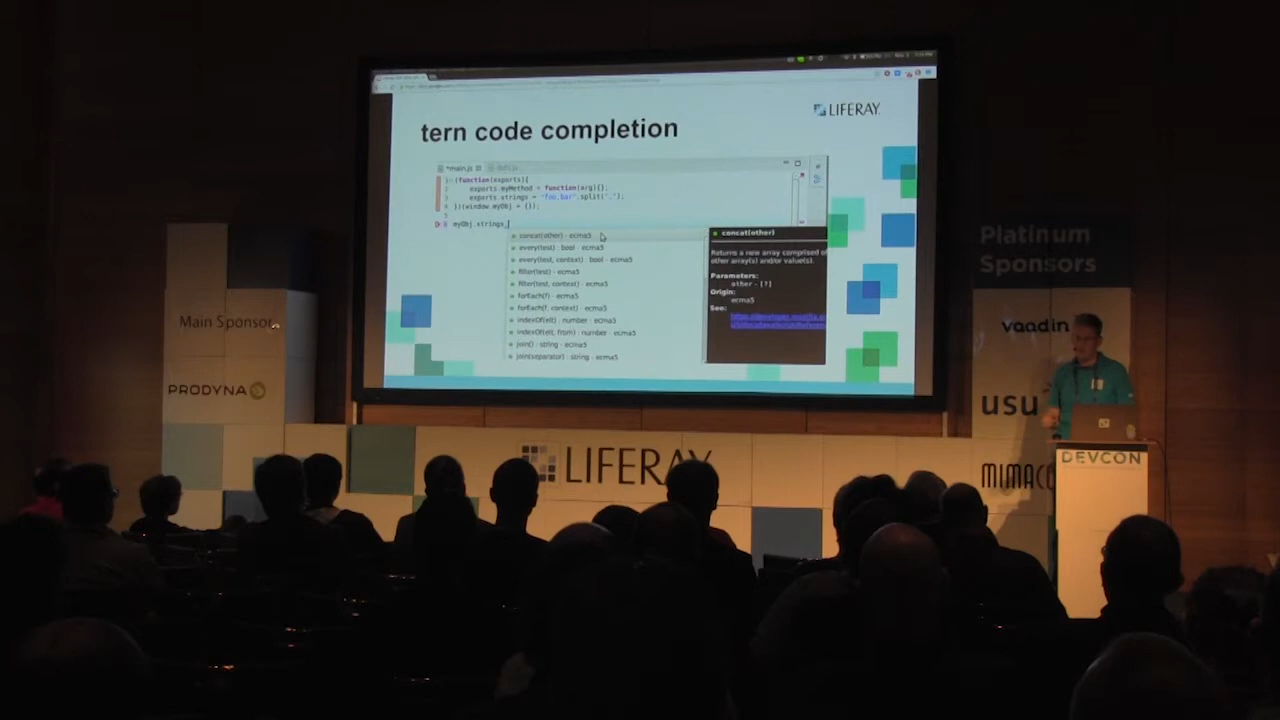 LIFERAY
tern code completion
*main.js
(function(exports){
exports.myMethod = function(arg){};
exports.strings = "foo,bar".split(",");
})(window.myObj = {});
myObj.strings.
concat(other) - ecma5
every(test) : bool - ecma5
every(test, context) : bool - ecma5
filter(test) - ecma5
filter(test, context) - ecma5
forEach(f) - ecma5
forEach(f, context) - ecma5
indexOf(elt) : number - ecma5
indexOf(elt, from) : number - ecma5
join() : string - ecma5
join(separator) : string - ecma5
concat(other)
Returns a new array comprised of
other array(s) and/or value(s).
Parameters:
other - [?]
Origin:
ecma5
See:
Platinum
Sponsors
Main Sponsor
PRODYNA
vaadin
usu
MIMACO
LIFERAY
DEVCON